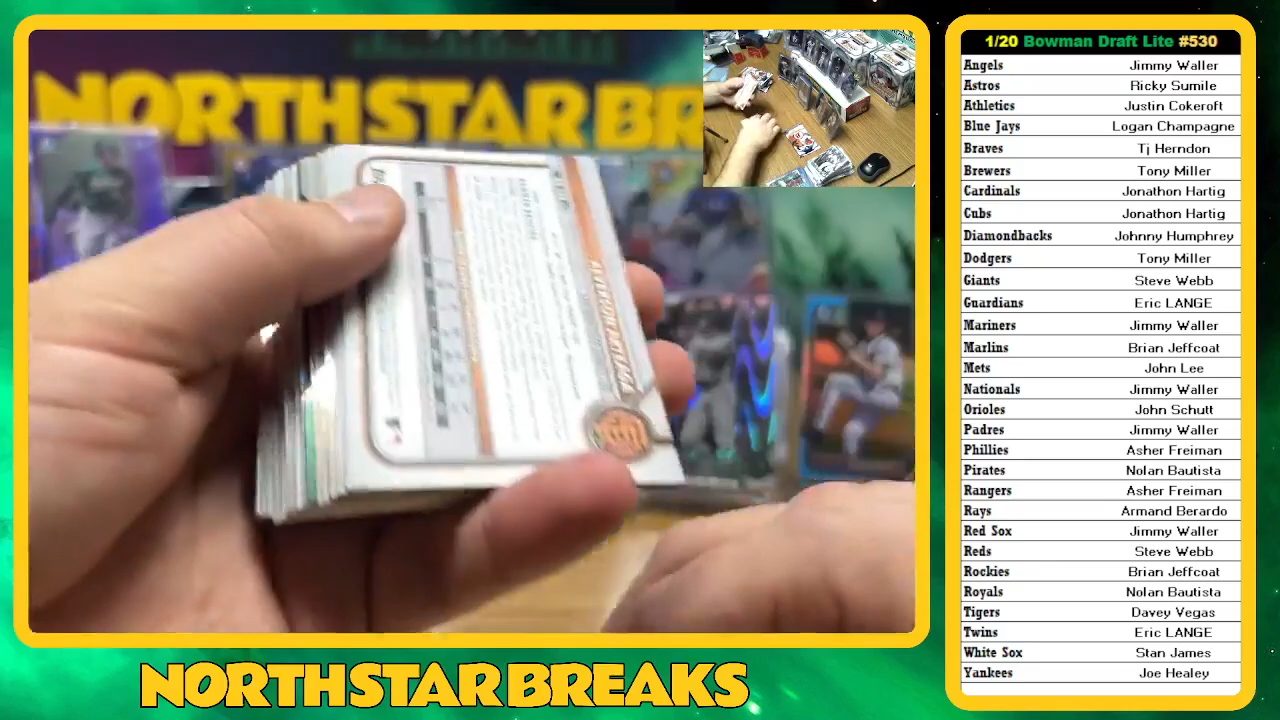 NORTHSTARBREAKS
1/20 Bowman Draft Lite #530
Angels Jimmy Waller
Astros Ricky Sumile
Athletics Justin Cokeroft
Blue Jays Logan Champagne
Braves Tj Herndon
Brewers Tony Miller
Cardinals Jonathon Hartig
Cubs Jonathon Hartig
Diamondbacks Johnny Humphrey
Dodgers Tony Miller
Giants Steve Webb
Guardians Eric LANGE
Mariners Jimmy Waller
Marlins Brian Jeffcoat
Mets John Lee
Nationals Jimmy Waller
Orioles John Schutt
Padres Jimmy Waller
Phillies Asher Freiman
Pirates Nolan Bautista
Rangers Asher Freiman
Rays Armand Berardo
Red Sox Jimmy Waller
Reds Steve Webb
Rockies Brian Jeffcoat
Royals Nolan Bautista
Tigers Davey Vegas
Twins Eric LANGE
White Sox Stan James
Yankees Joe Healey
NORTHSTARBREAKS